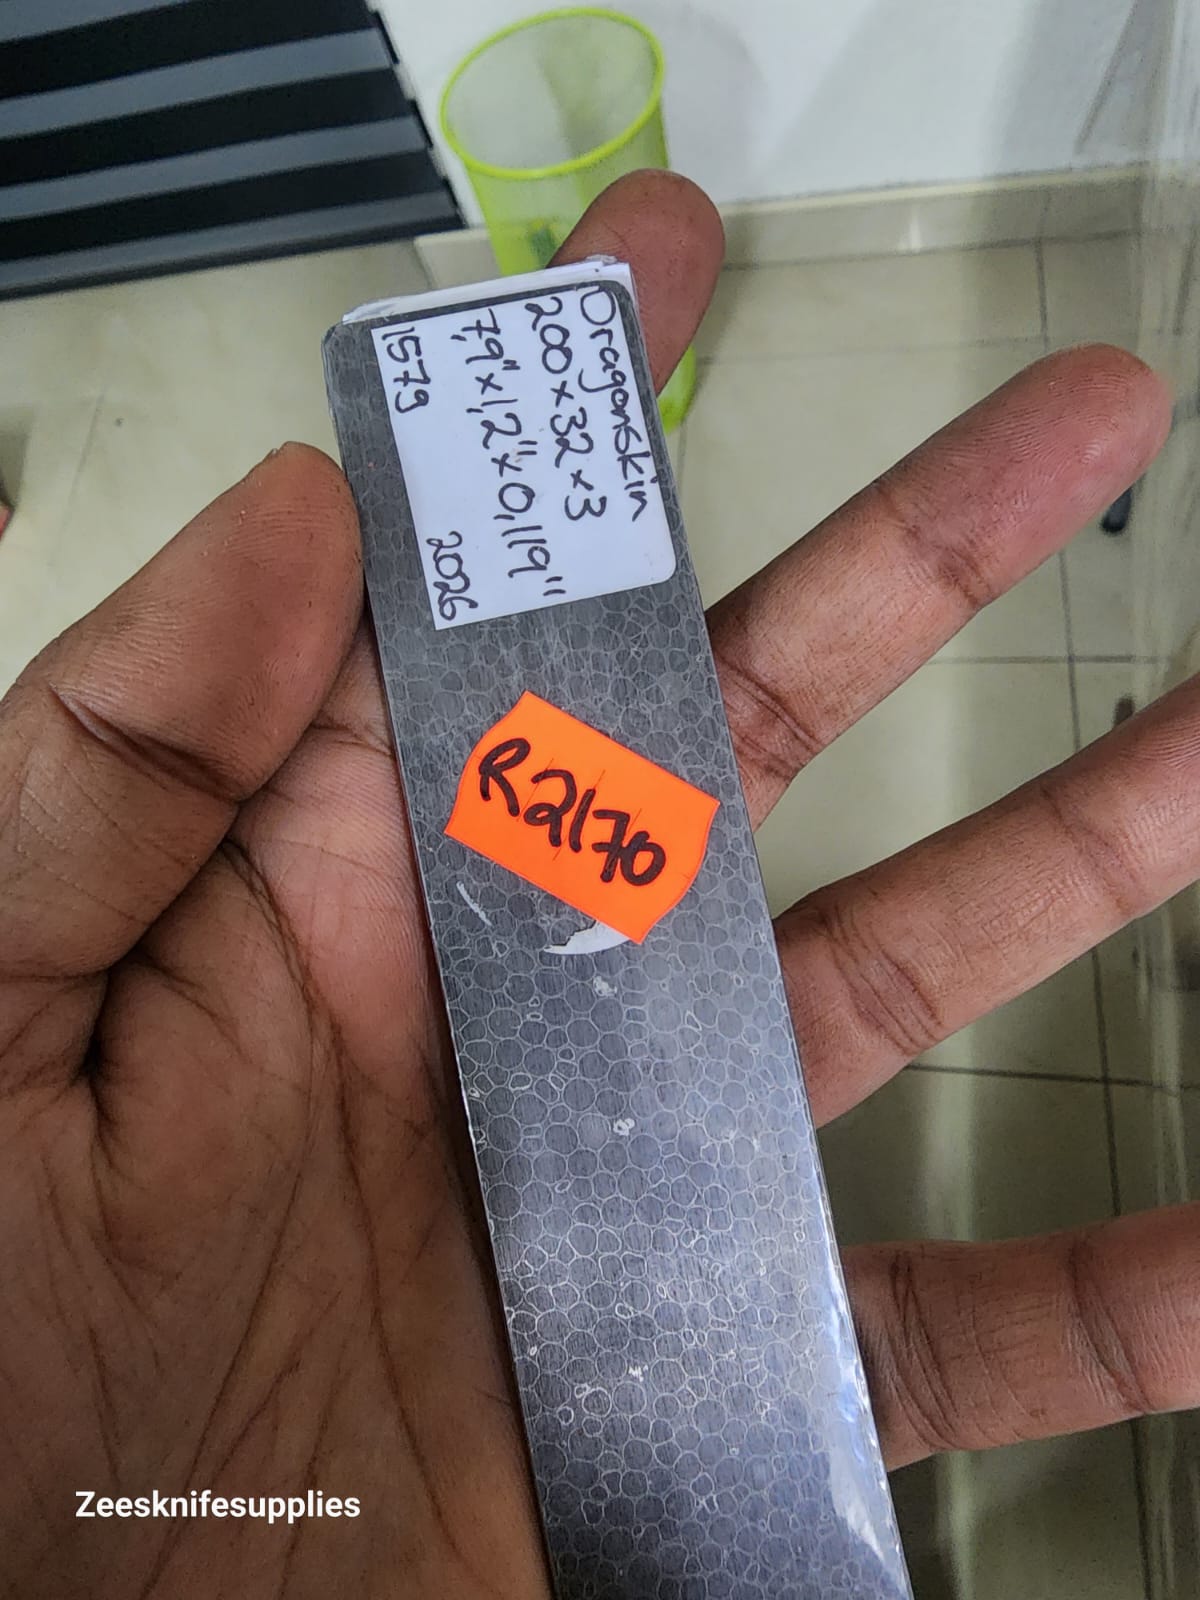 Dragonskin
200 x 32 x 3
7,9" x 1,2" x 0,119"
157g 2026
R2170
Zeesknifesupplies